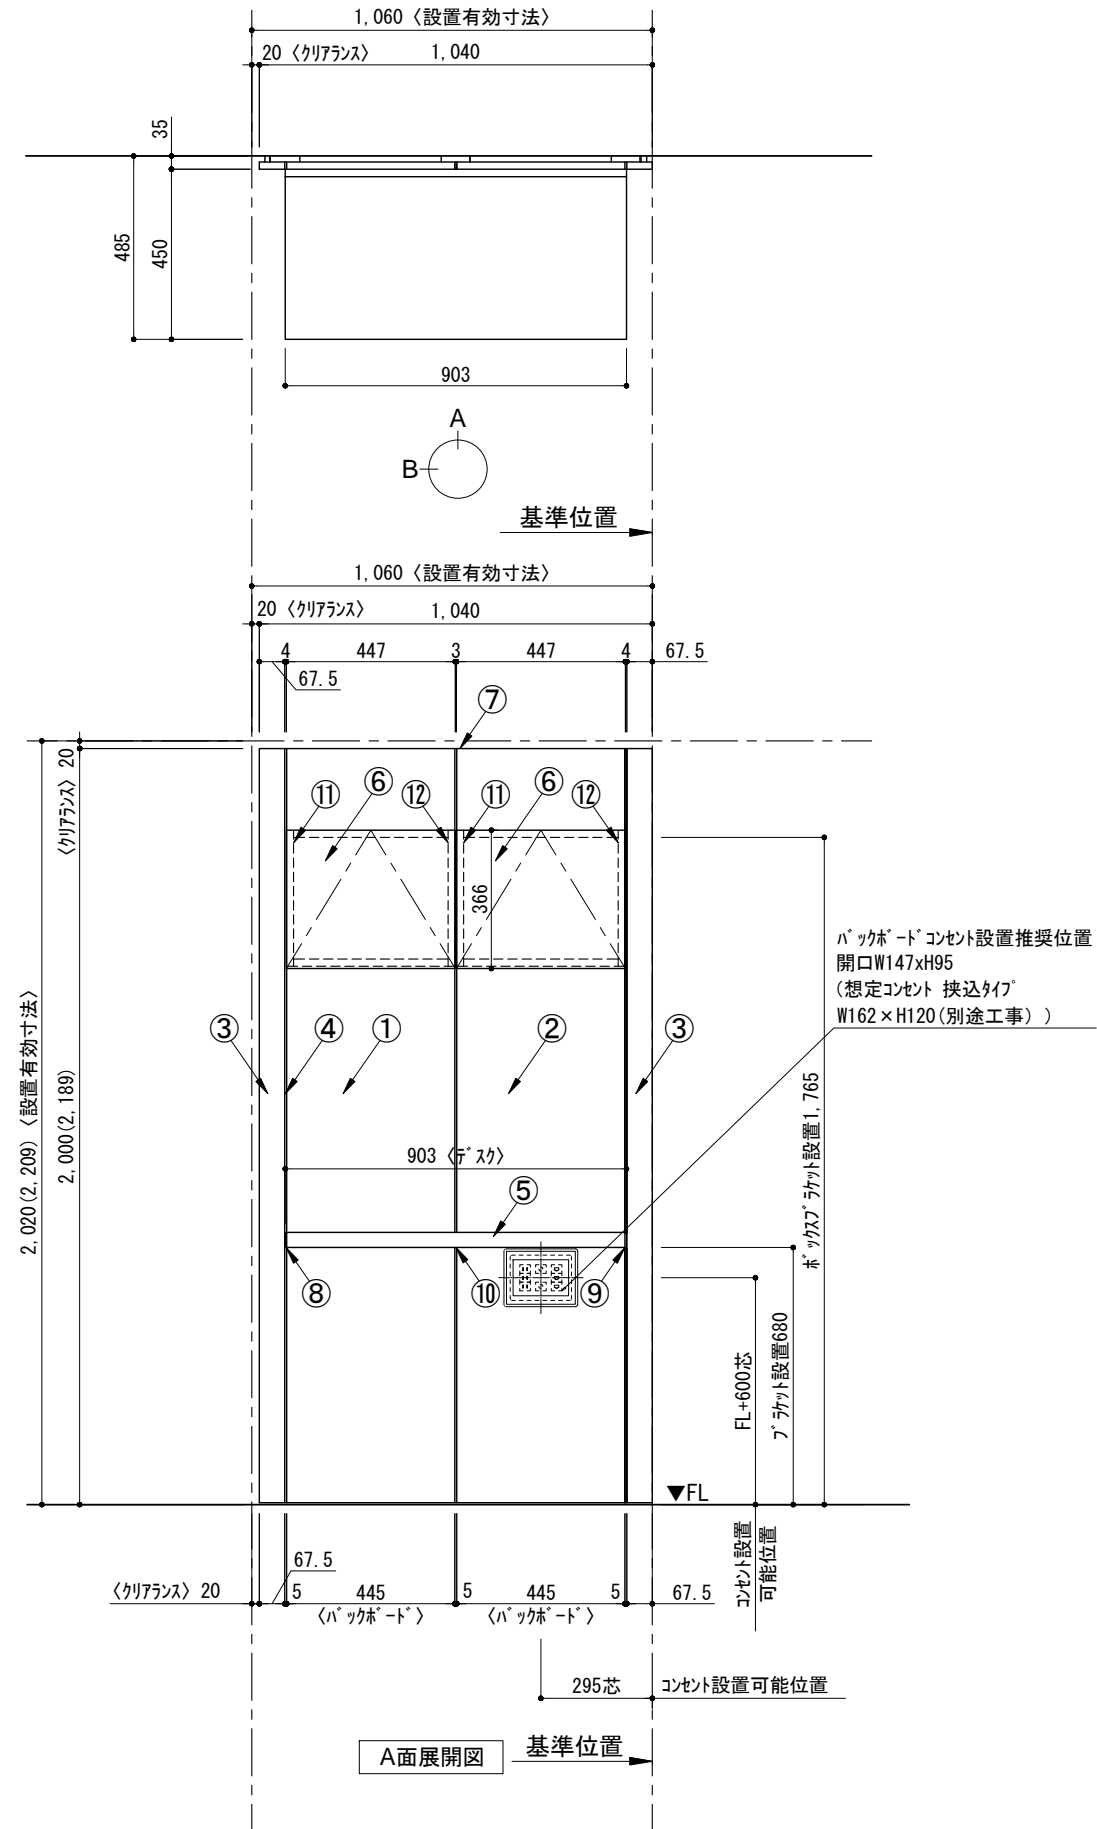 1,060〈設置有効寸法〉
20〈クリアランス〉 1,040
35
485
450
903
A
B
基準位置
1,060〈設置有効寸法〉
20〈クリアランス〉 1,040
4 447 3 447 4 67.5
67.5
⑦
〈クリアランス〉20
⑪ ⑥ ⑫ ⑪ ⑥ ⑫
366
バックボードコンセント設置推奨位置
開口W147xH95
(想定コンセント 挟込タイプ
W162×H120(別途工事))
③ ④ ① ② ③
2,020(2,209)〈設置有効寸法〉
2,000(2,189)
ボックスブラケット設置1,765
903〈デスク〉
⑤
⑧ ⑩ ⑨
FL+600芯
ブラケット設置680
▼FL
コンセント設置
可能位置
67.5
〈クリアランス〉20 5 445 5 445 5 67.5
〈バックボード〉 〈バックボード〉
295芯 コンセント設置可能位置
A面展開図 基準位置